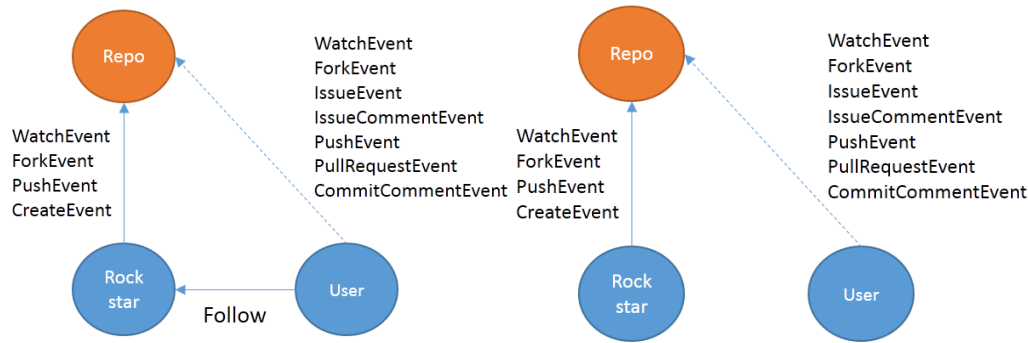 Repo
WatchEvent
ForkEvent
IssueEvent
IssueCommentEvent
PushEvent
PullRequestEvent
CommitCommentEvent
WatchEvent
ForkEvent
PushEvent
CreateEvent
Rock
star
User
Follow
Repo
WatchEvent
ForkEvent
IssueEvent
IssueCommentEvent
PushEvent
PullRequestEvent
CommitCommentEvent
WatchEvent
ForkEvent
PushEvent
CreateEvent
Rock
star
User